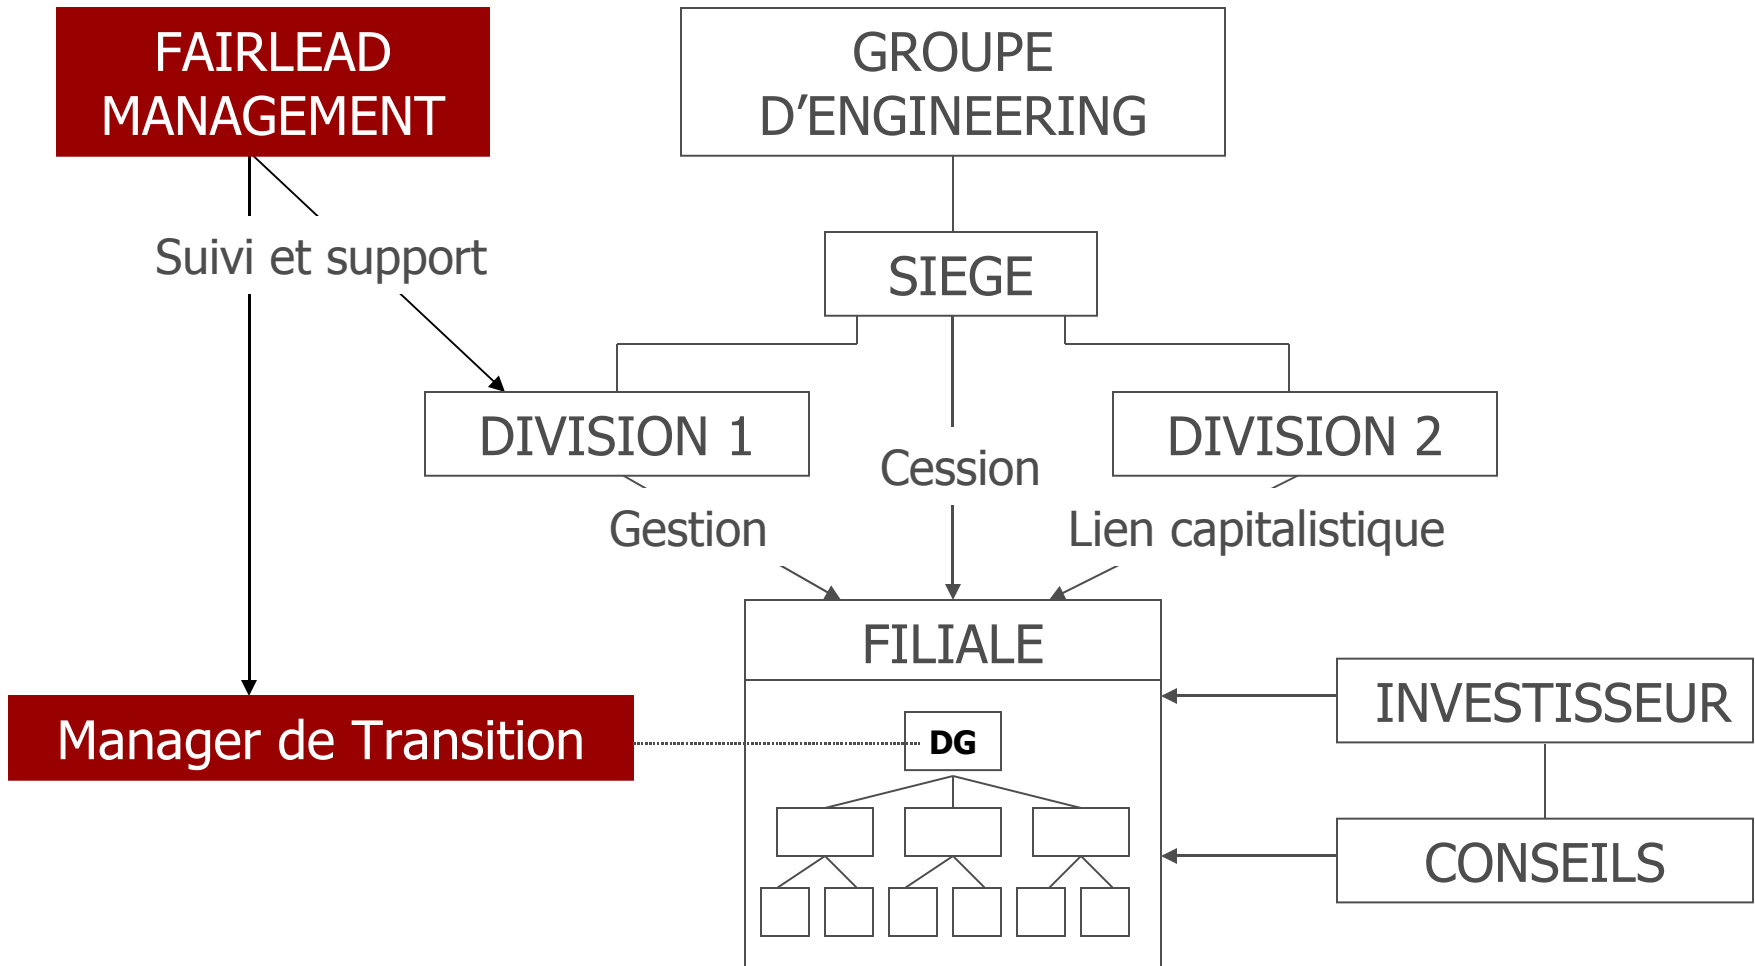 FAIRLEAD
MANAGEMENT
GROUPE
D’ENGINEERING
Suivi et support
SIEGE
DIVISION 1
DIVISION 2
Cession
Gestion
Lien capitalistique
FILIALE
INVESTISSEUR
Manager de Transition
DG
CONSEILS